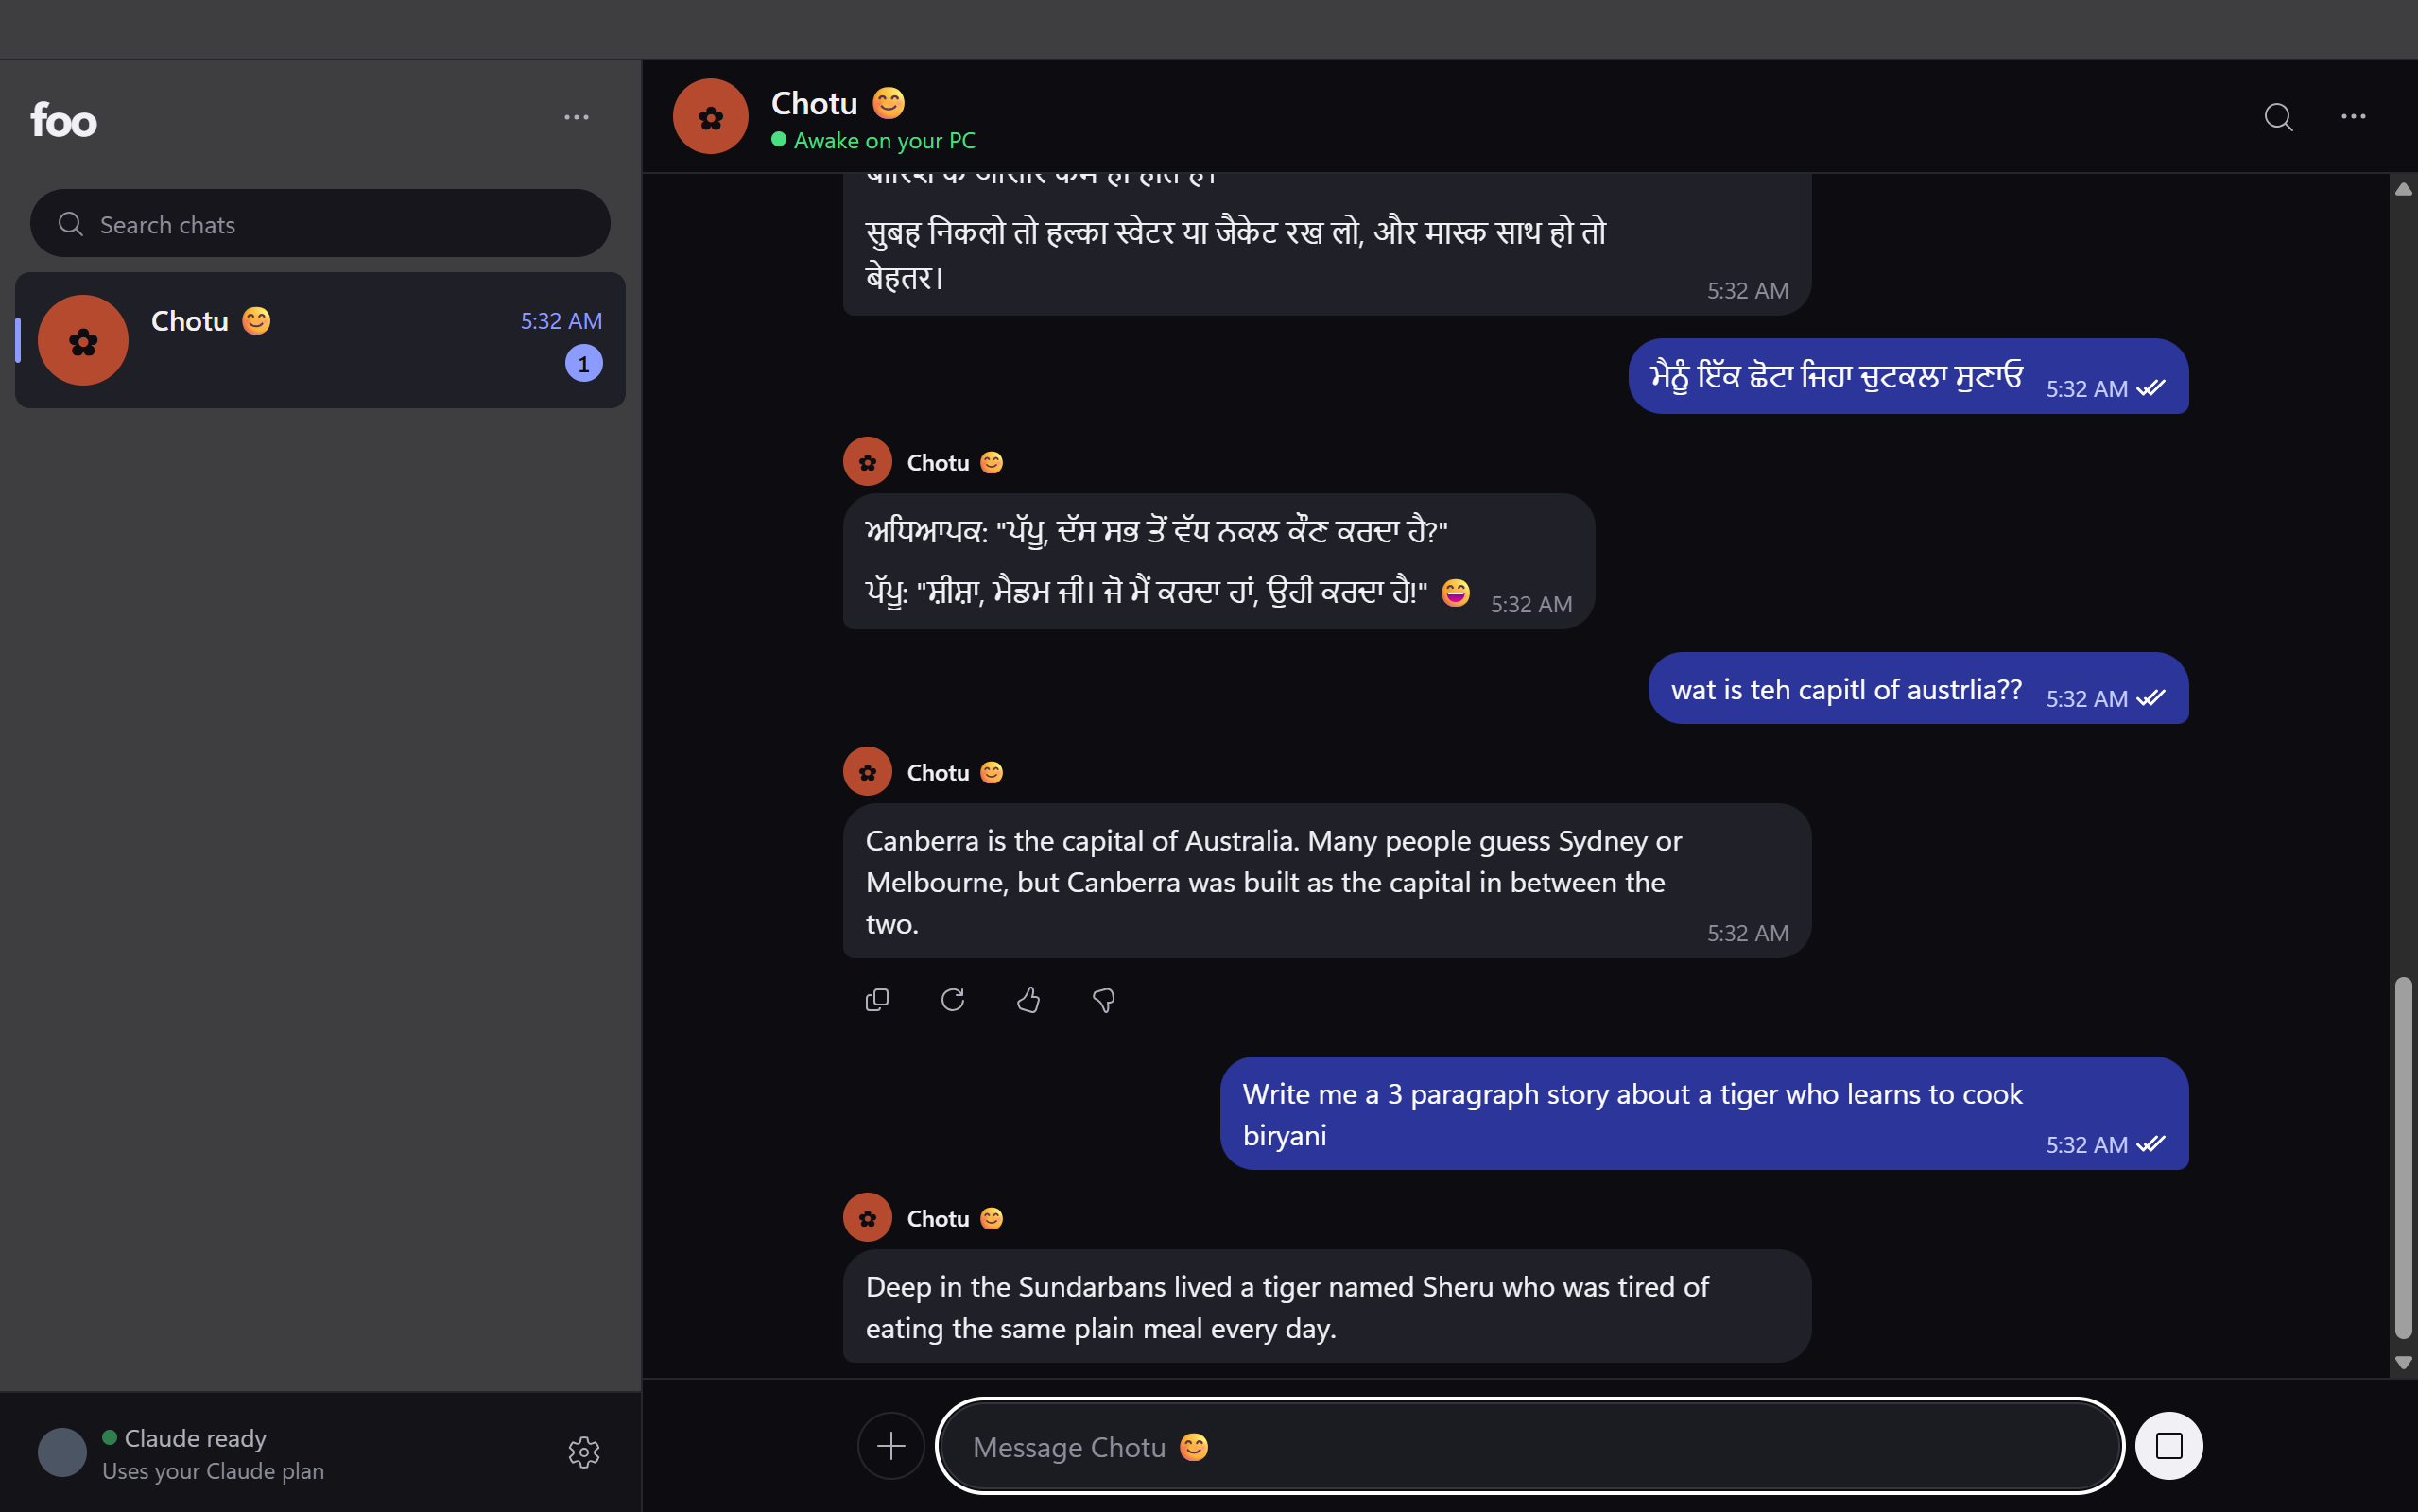 foo
Search chats
Chotu 😊
5:32 AM
1
Claude ready
Uses your Claude plan
Chotu 😊
Awake on your PC
सुबह निकलो तो हल्का स्वेटर या जैकेट रख लो, और मास्क साथ हो तो
बेहतर।
5:32 AM
ਮੈਨੂੰ ਇੱਕ ਛੋਟਾ ਜਿਹਾ ਚੁਟਕਲਾ ਸੁਣਾਓ
5:32 AM
Chotu 😊
ਅਧਿਆਪਕ: "ਪੱਪੂ, ਦੱਸ ਸਭ ਤੋਂ ਵੱਧ ਨਕਲ ਕੌਣ ਕਰਦਾ ਹੈ?"
ਪੱਪੂ: "ਸ਼ੀਸ਼ਾ, ਮੈਡਮ ਜੀ। ਜੋ ਮੈਂ ਕਰਦਾ ਹਾਂ, ਉਹੀ ਕਰਦਾ ਹੈ!" 😄
5:32 AM
wat is teh capitl of austrlia??
5:32 AM
Chotu 😊
Canberra is the capital of Australia. Many people guess Sydney or
Melbourne, but Canberra was built as the capital in between the
two.
5:32 AM
Write me a 3 paragraph story about a tiger who learns to cook
biryani
5:32 AM
Chotu 😊
Deep in the Sundarbans lived a tiger named Sheru who was tired of
eating the same plain meal every day.
Message Chotu 😊